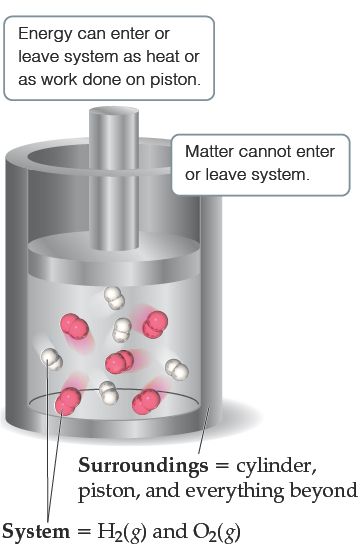 Energy can enter or
leave system as heat or
as work done on piston.
Matter cannot enter
or leave system.
Surroundings = cylinder,
piston, and everything beyond
System = H₂(g) and O₂(g)